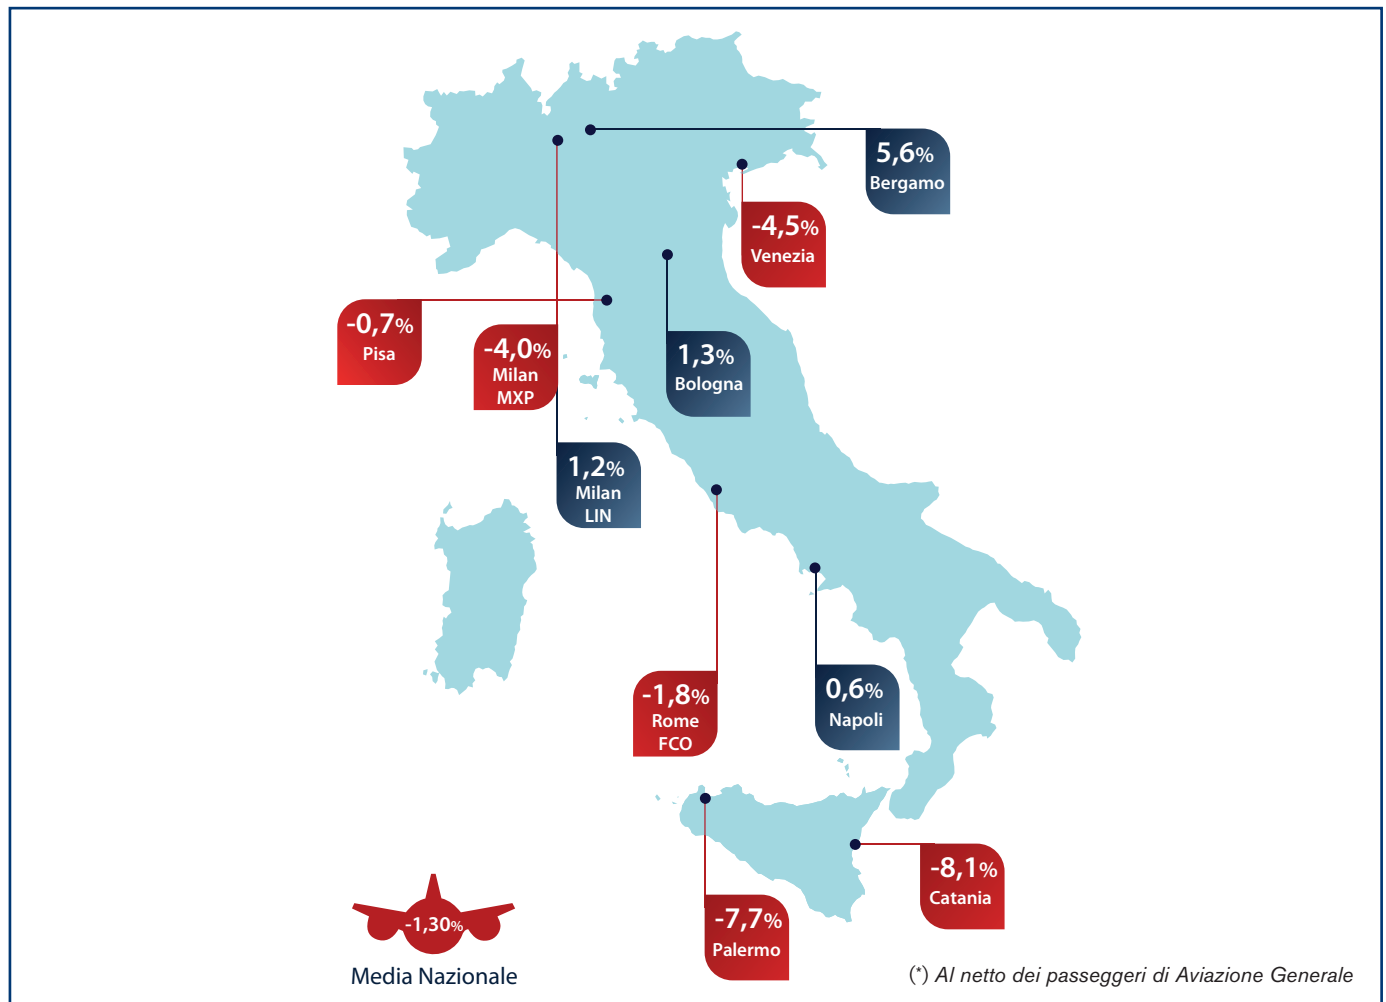 5,6%
Bergamo
-4,5%
Venezia
-0,7%
Pisa
-4,0%
Milan
MXP
1,3%
Bologna
1,2%
Milan
LIN
-1,8%
Rome
FCO
0,6%
Napoli
-8,1%
Catania
-7,7%
Palermo
-1,30%
Media Nazionale
(*) Al netto dei passeggeri di Aviazione Generale